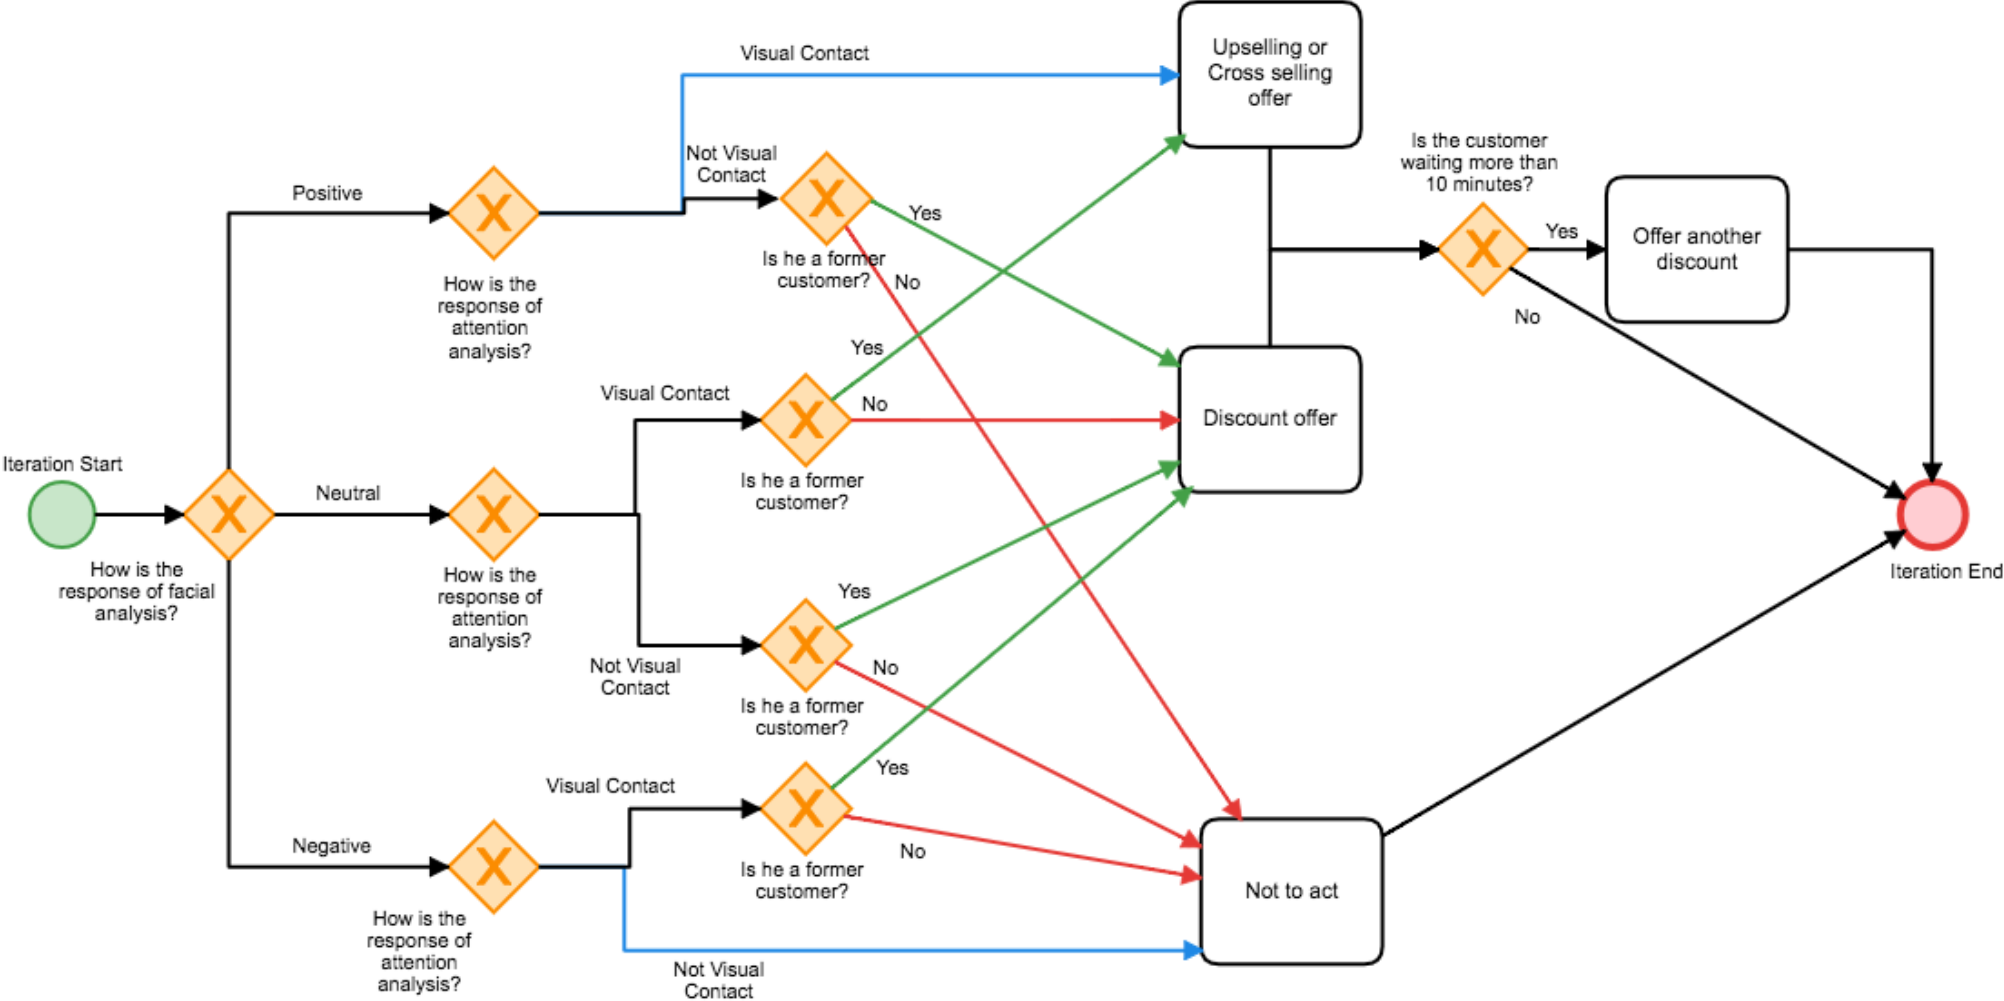 Visual Contact
Upselling or
Cross selling
offer
Not Visual
Contact
Is the customer
waiting more than
10 minutes?
Positive
Yes
Yes
Offer another
discount
Is he a former
customer?
No
How is the
response of
attention
analysis?
No
Yes
Visual Contact
No
Discount offer
Iteration Start
Neutral
Is he a former
customer?
How is the
response of facial
analysis?
How is the
response of
attention
analysis?
Iteration End
Yes
Not Visual
Contact
No
Is he a former
customer?
Yes
Visual Contact
Negative
No
Is he a former
customer?
Not to act
How is the
response of
attention
analysis?
Not Visual
Contact
X
X
X
X
X
X
X
X
X